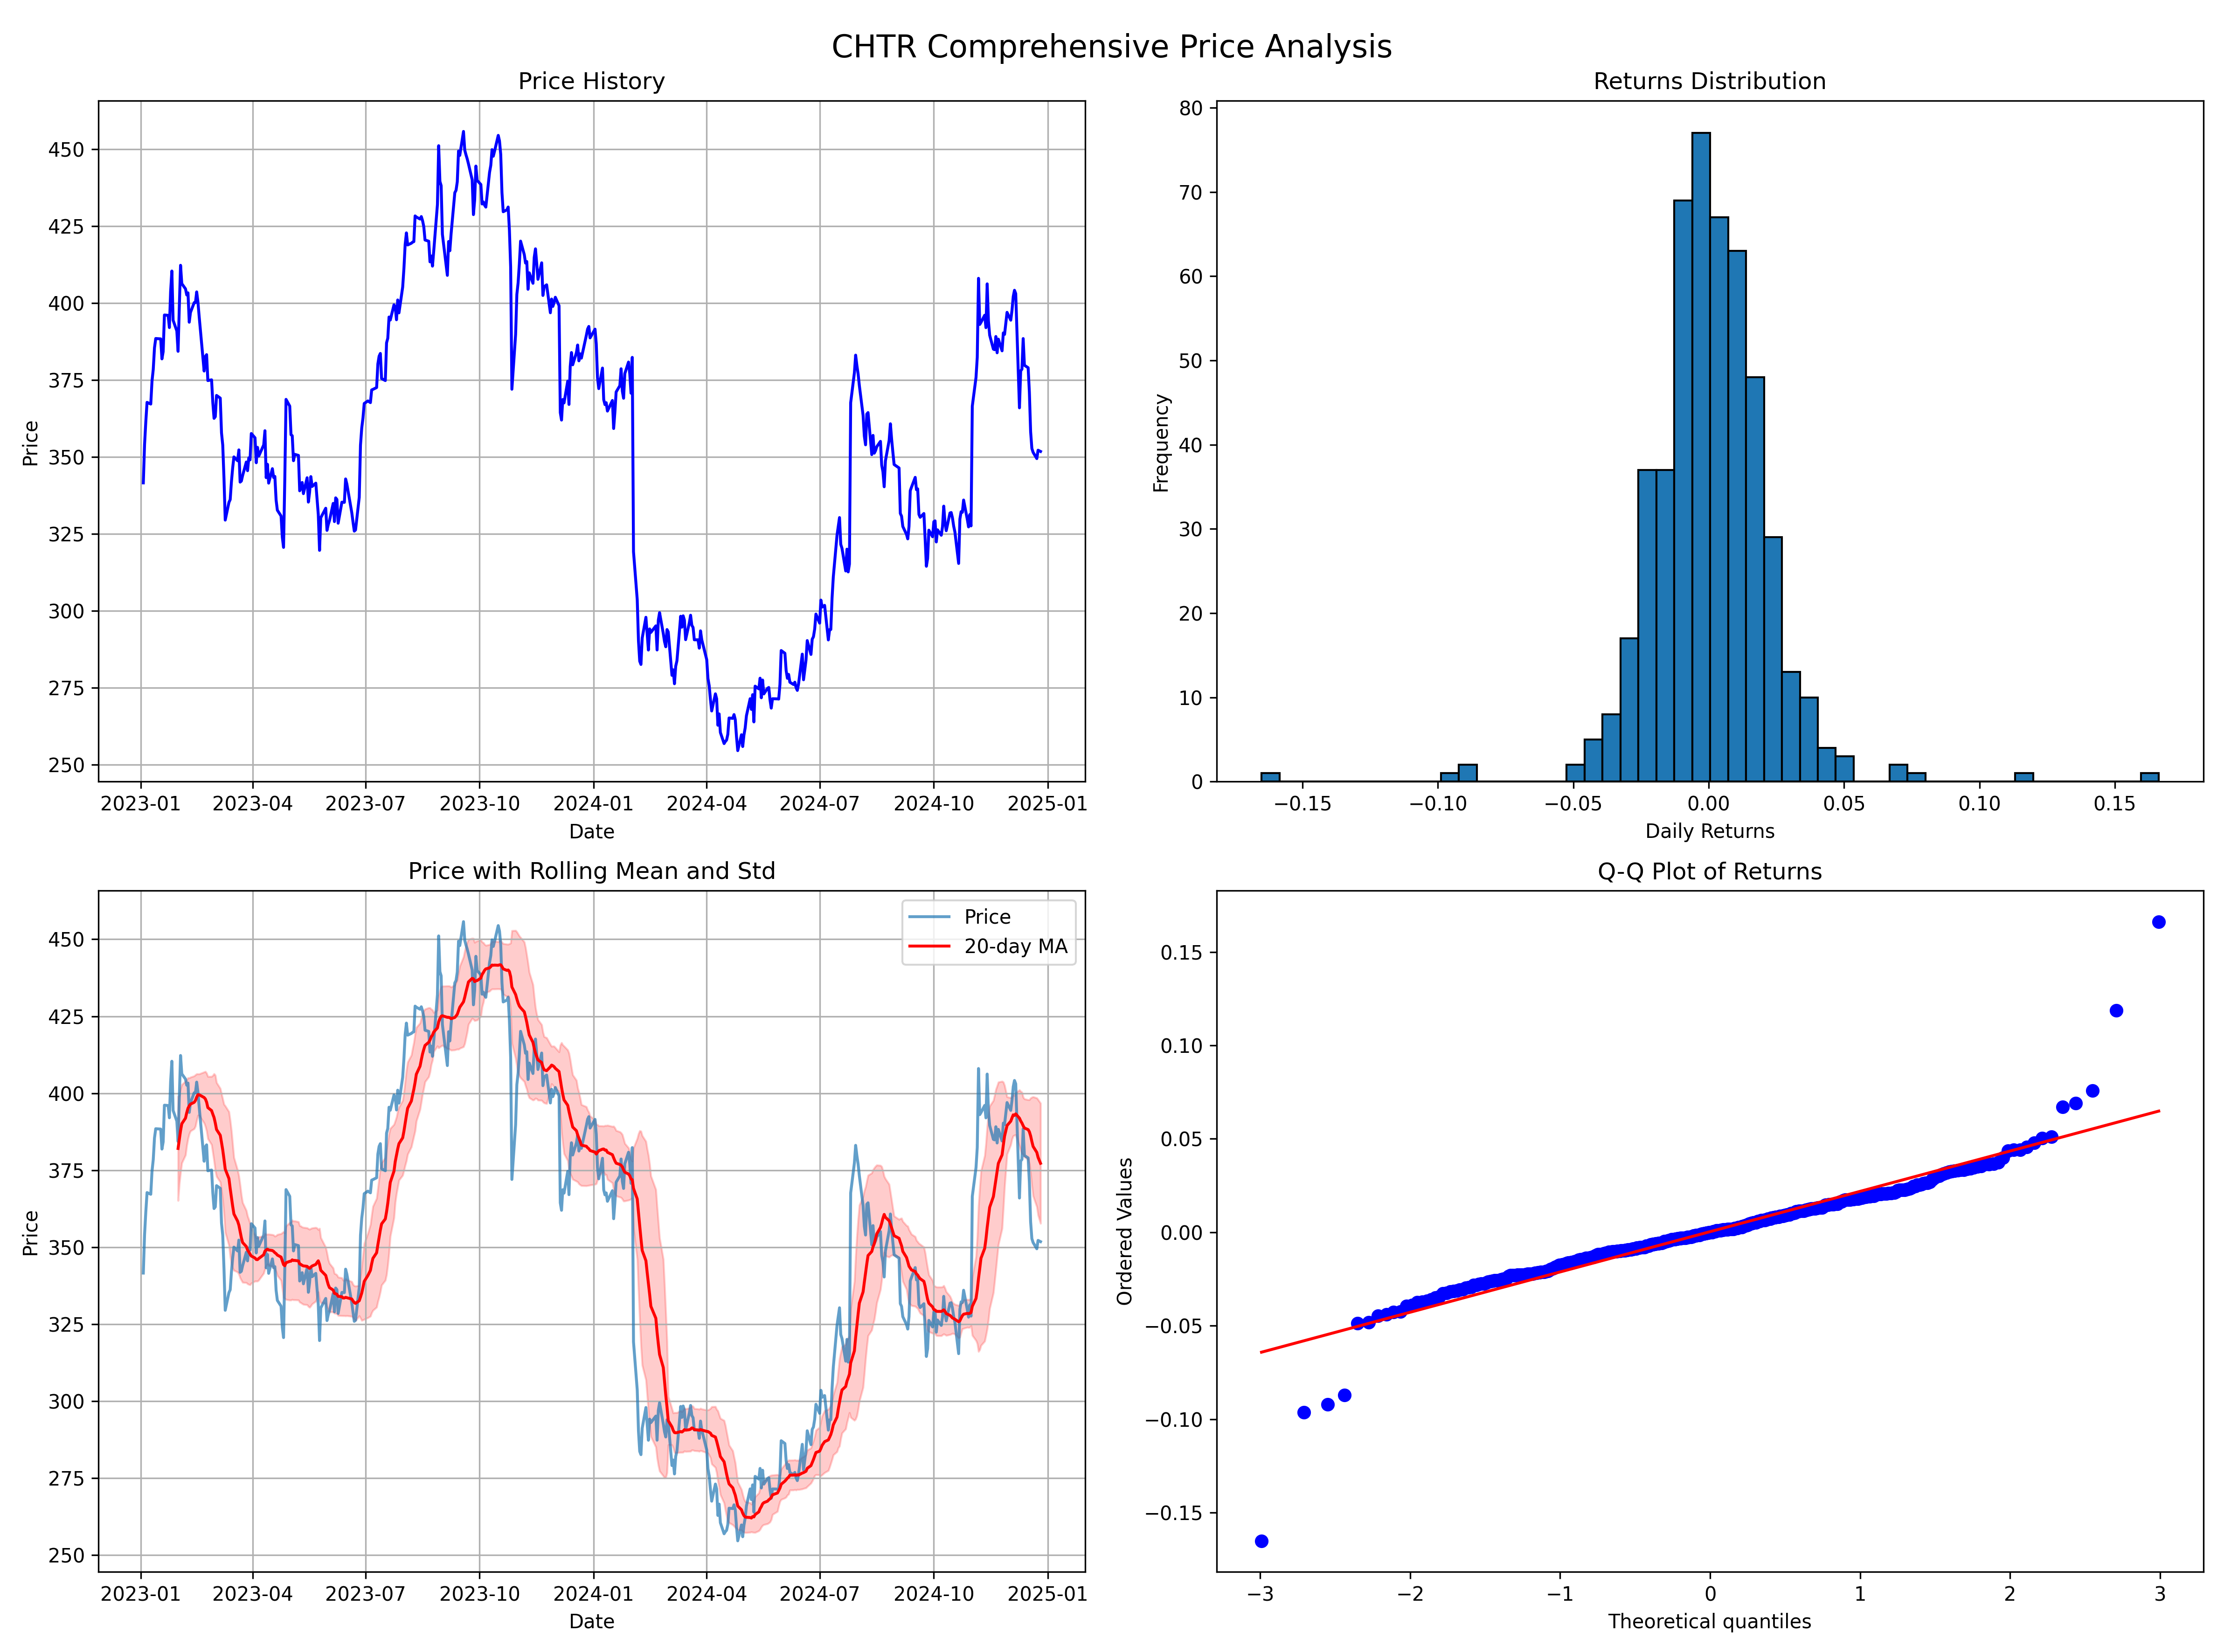 CHTR Comprehensive Price Analysis
Price History
Price
450
425
400
375
350
325
300
275
250
2023-01 2023-04 2023-07 2023-10 2024-01 2024-04 2024-07 2024-10 2025-01
Date
Returns Distribution
Frequency
80
70
60
50
40
30
20
10
0
−0.15 −0.10 −0.05 0.00 0.05 0.10 0.15
Daily Returns
Price with Rolling Mean and Std
Price
450
425
400
375
350
325
300
275
250
Price
20-day MA
2023-01 2023-04 2023-07 2023-10 2024-01 2024-04 2024-07 2024-10 2025-01
Date
Q-Q Plot of Returns
Ordered Values
0.15
0.10
0.05
0.00
−0.05
−0.10
−0.15
−3 −2 −1 0 1 2 3
Theoretical quantiles